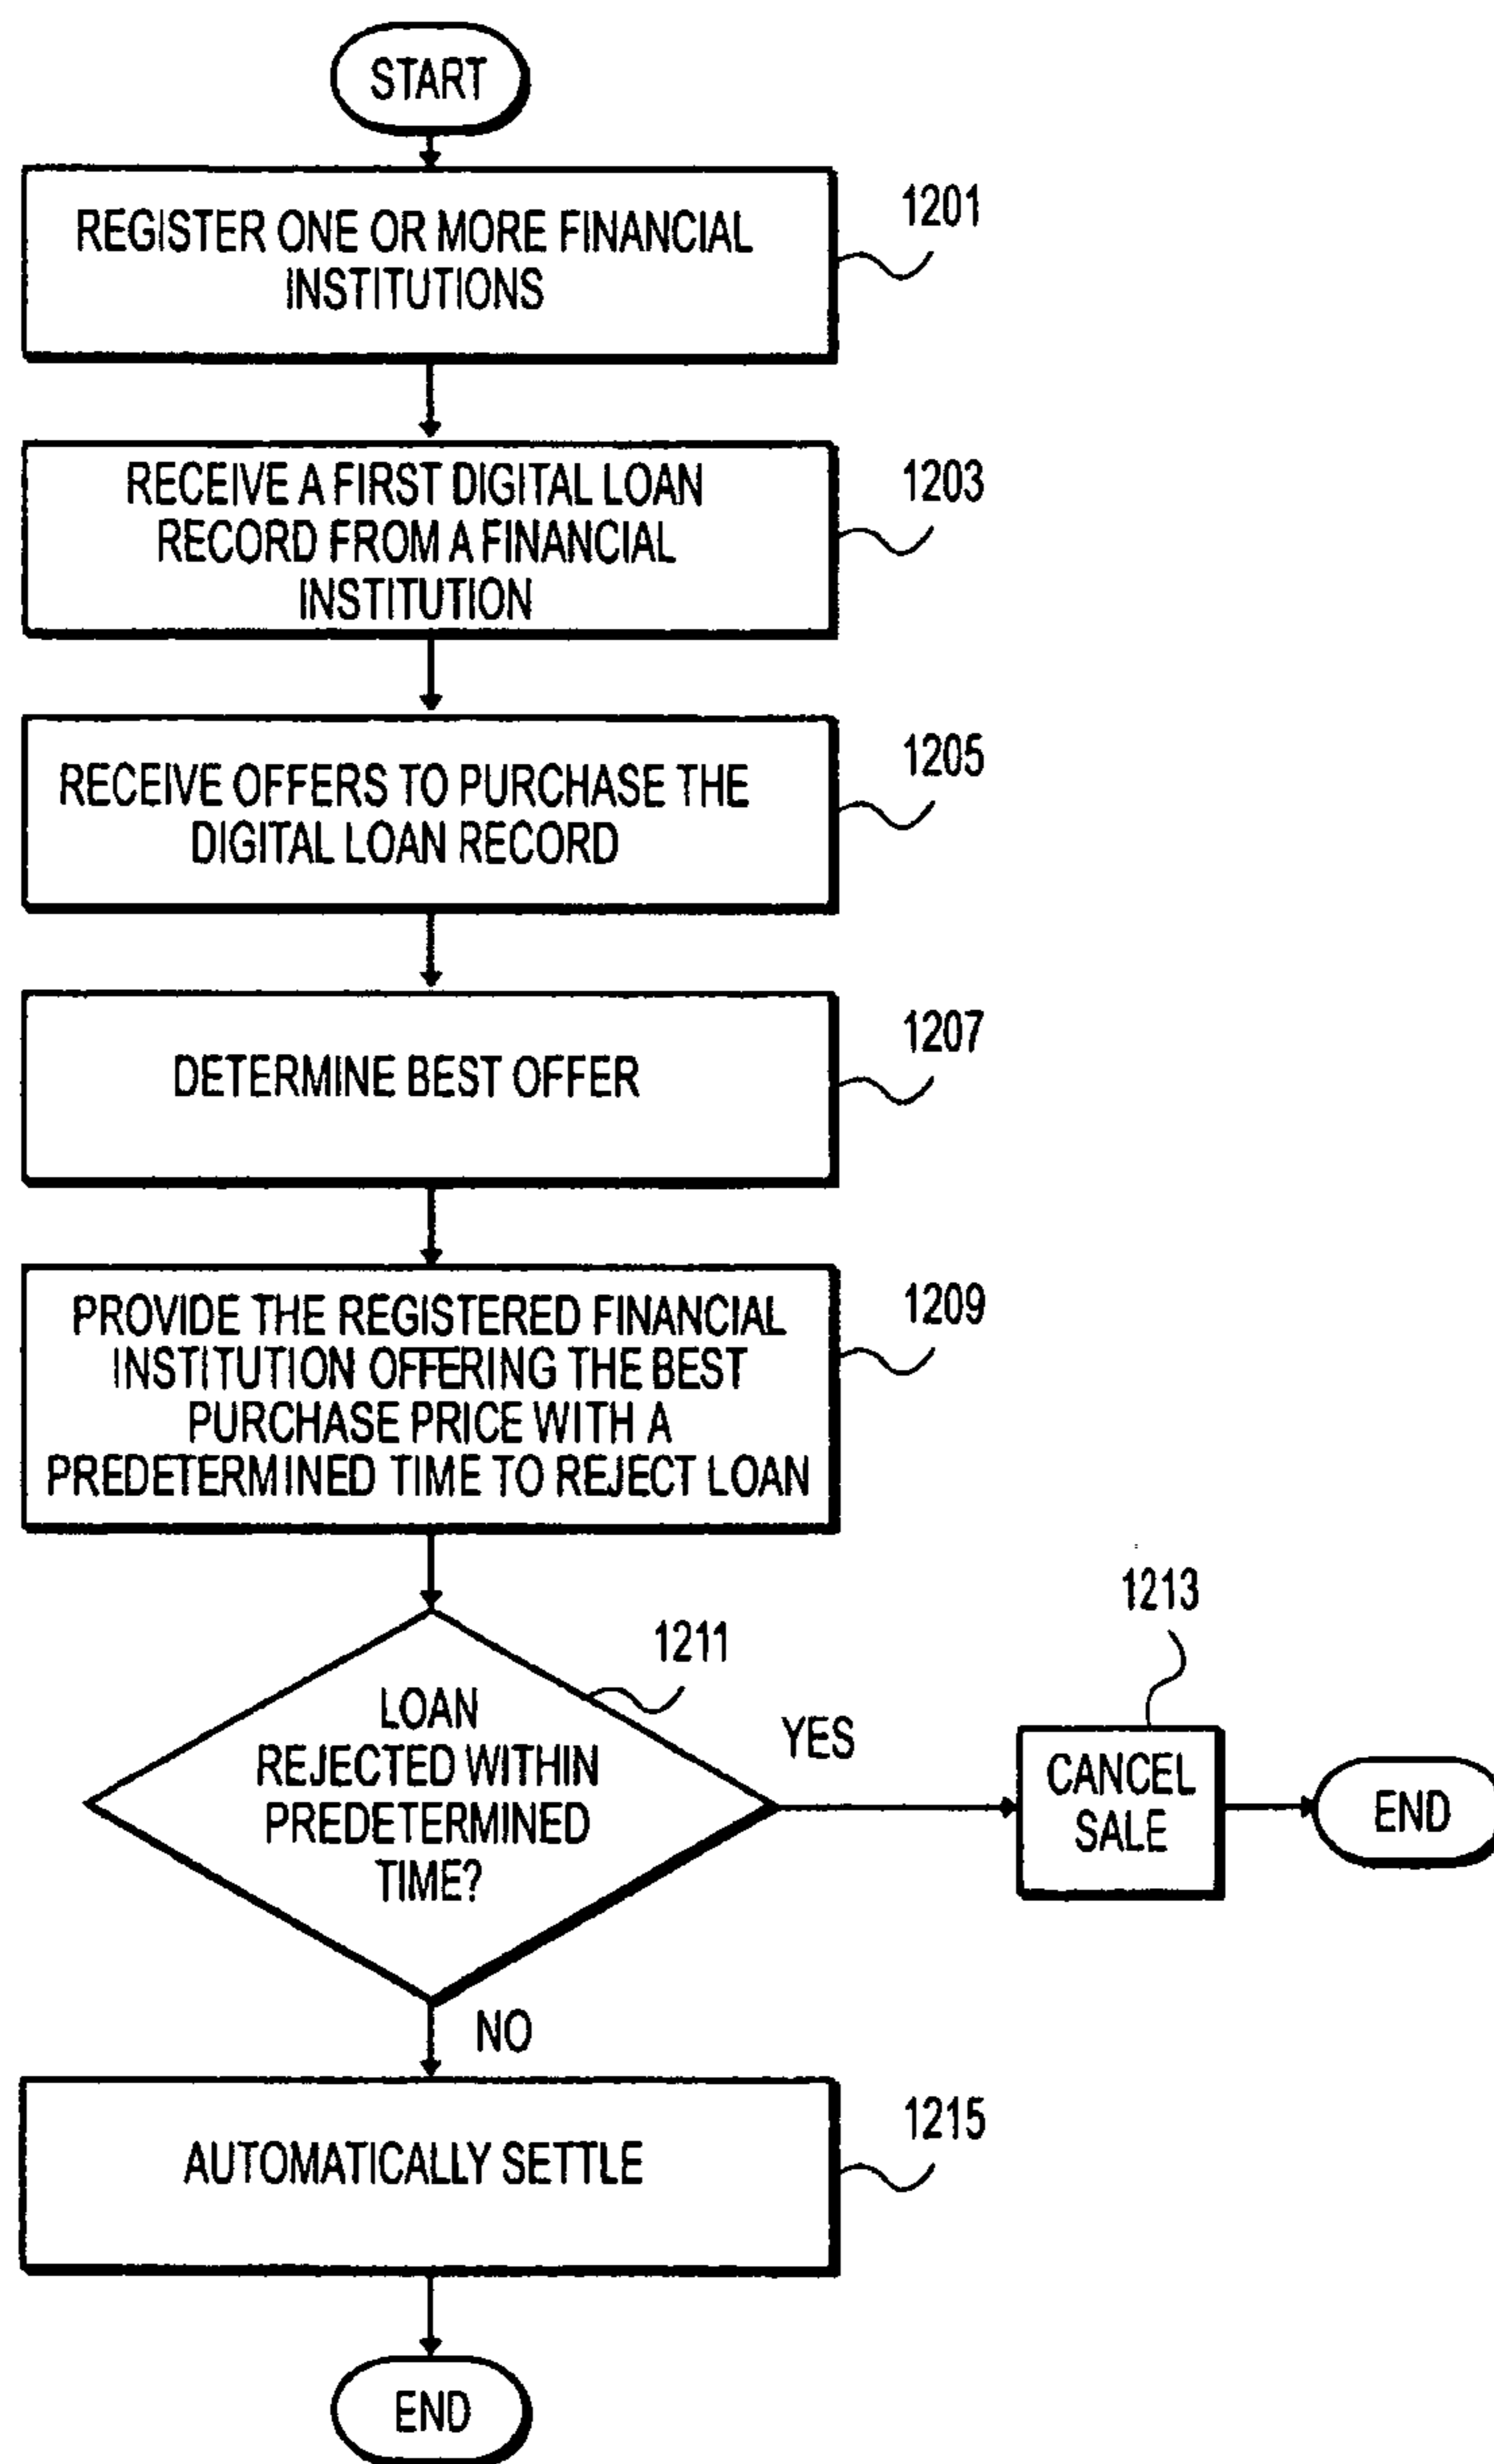 START
REGISTER ONE OR MORE FINANCIAL
INSTITUTIONS
1201
RECEIVE A FIRST DIGITAL LOAN
RECORD FROM A FINANCIAL
INSTITUTION
1203
RECEIVE OFFERS TO PURCHASE THE
DIGITAL LOAN RECORD
1205
DETERMINE BEST OFFER
1207
PROVIDE THE REGISTERED FINANCIAL
INSTITUTION OFFERING THE BEST
PURCHASE PRICE WITH A
PREDETERMINED TIME TO REJECT LOAN
1209
LOAN
REJECTED WITHIN
PREDETERMINED
TIME?
1211
YES
CANCEL
SALE
1213
END
NO
AUTOMATICALLY SETTLE
1215
END